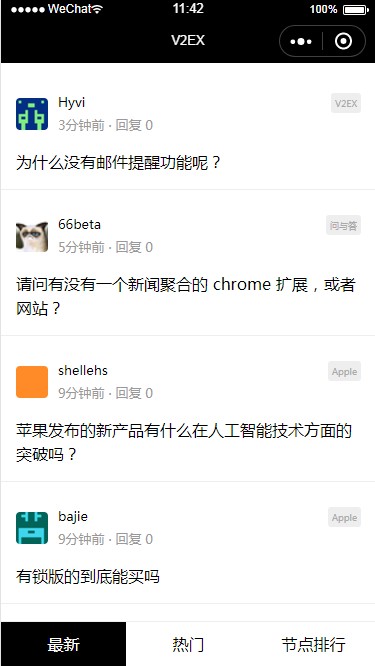 WeChat 11:42 100%
V2EX
Hyvi V2EX
3分钟前 · 回复 0
为什么没有邮件提醒功能呢？
66beta 问与答
5分钟前 · 回复 0
请问有没有一个新闻聚合的 chrome 扩展，或者
网站？
shellehs Apple
9分钟前 · 回复 0
苹果发布的新产品有什么在人工智能技术方面的
突破吗？
bajie Apple
9分钟前 · 回复 0
有锁版的到底能买吗
最新 热门 节点排行